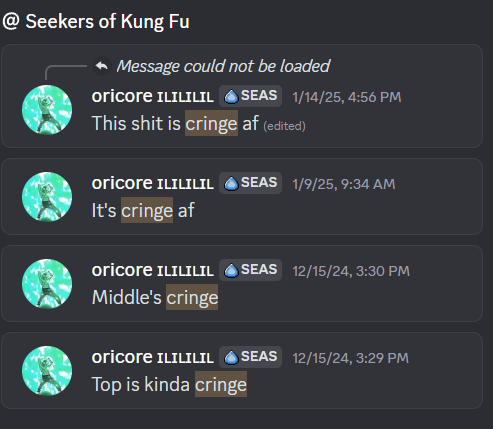 @ Seekers of Kung Fu
Message could not be loaded
oricore ILILILIL SEAS 1/14/25, 4:56 PM
This shit is cringe af (edited)
oricore ILILILIL SEAS 1/9/25, 9:34 AM
It's cringe af
oricore ILILILIL SEAS 12/15/24, 3:30 PM
Middle's cringe
oricore ILILILIL SEAS 12/15/24, 3:29 PM
Top is kinda cringe